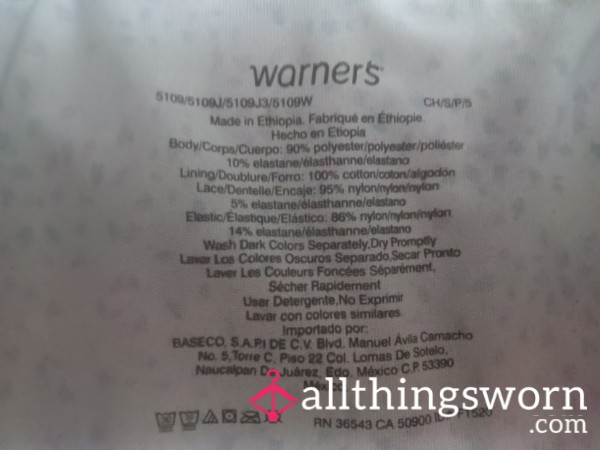 warners
5109/5109J/5109J3/5109W CH/S/P/5
Made in Ethiopia. Fabriqué en Éthiopie.
Hecho en Etiopia
Body/Corps/Cuerpo: 90% polyester/polyester/poliéster
10% elastane/élasthanne/elastano
Lining/Doublure/Forro: 100% cotton/coton/algodón
Lace/Dentelle/Encaje: 95% nylon/nylon/nylon
5% elastane/élasthanne/elastano
Elastic/Élastique/Elástico: 86% nylon/nylon/nylon
14% elastane/élasthanne/elastano
Wash Dark Colors Separately,Dry Promptly
Lavar Los Colores Oscuros Separado,Secar Pronto
Laver Les Couleurs Foncées Séparément,
Sécher Rapidement
Usar Detergente,No Exprimir
Lavar con colores similares
Importado por:
BASECO, S.A.P.I DE C.V. Blvd. Manuel Ávila Camacho
No. 5,Torre C, Piso 22 Col. Lomas De Sotelo,
Naucalpan De Juárez, Edo. México C.P. 53390
México
allthingsworn
.com
RN 36543 CA 50900